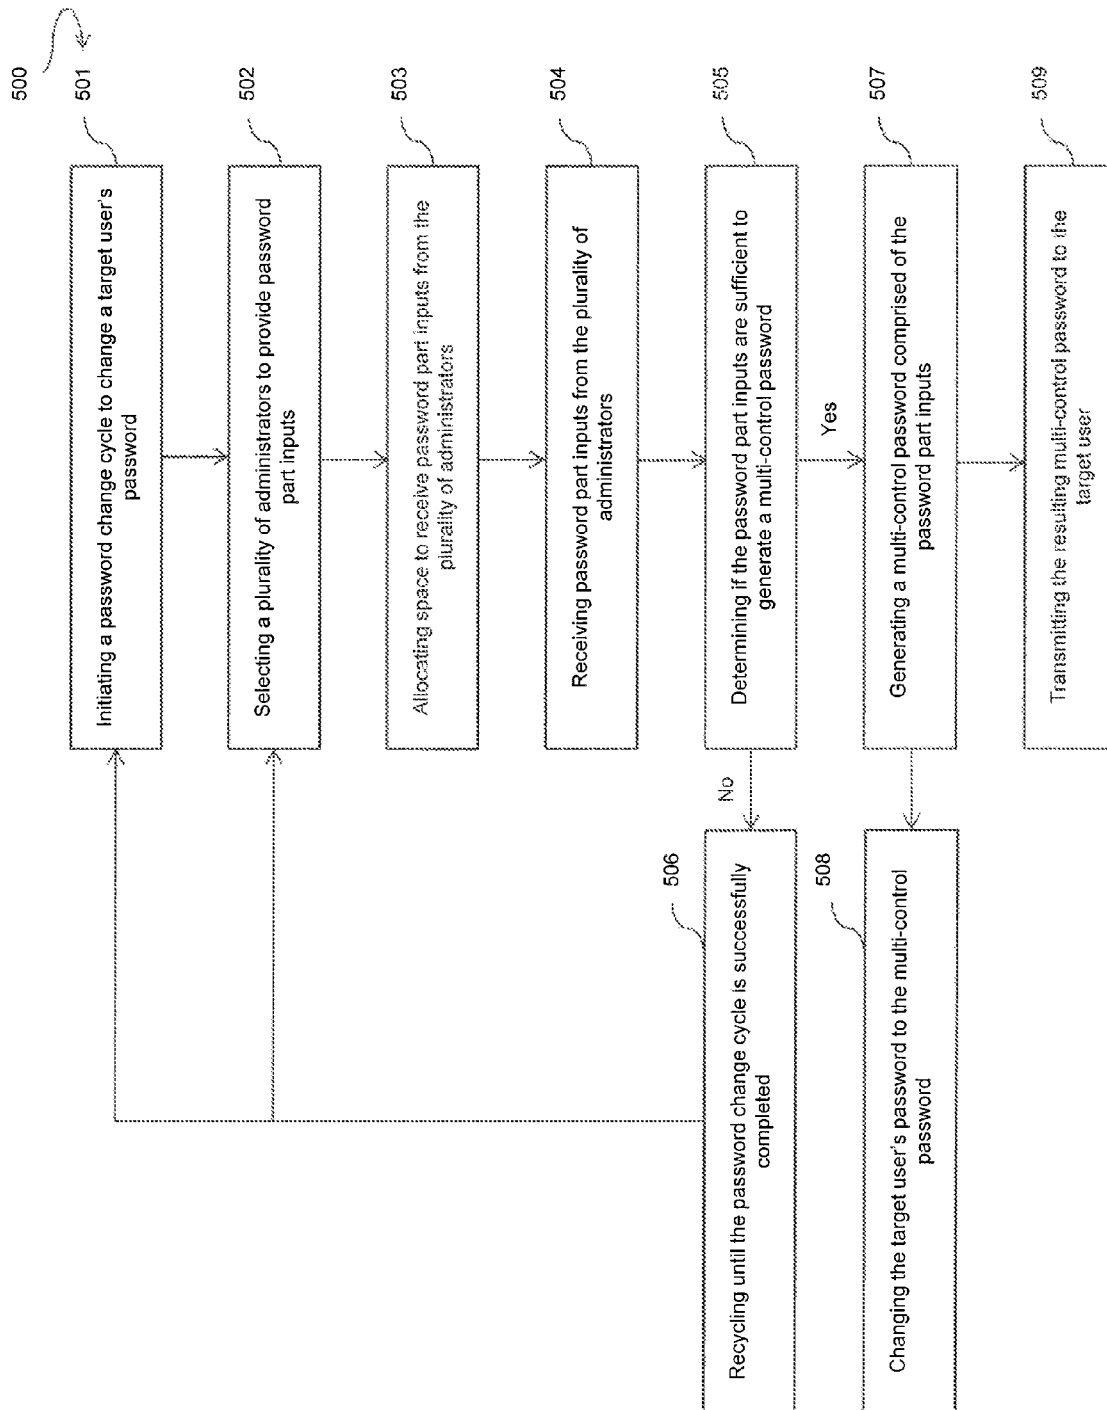 500
501
Initiating a password change cycle to change a target user's
password
502
Selecting a plurality of administrators to provide password
part inputs
503
Allocating space to receive password part inputs from the
plurality of administrators
504
Receiving password part inputs from the plurality of
administrators
505
Determining if the password part inputs are sufficient to
generate a multi-control password
No
Yes
506
Recycling until the password change cycle is successfully
completed
507
Generating a multi-control password comprised of the
password part inputs
508
Changing the target user's password to the multi-control
password
509
Transmitting the resulting multi-control password to the
target user